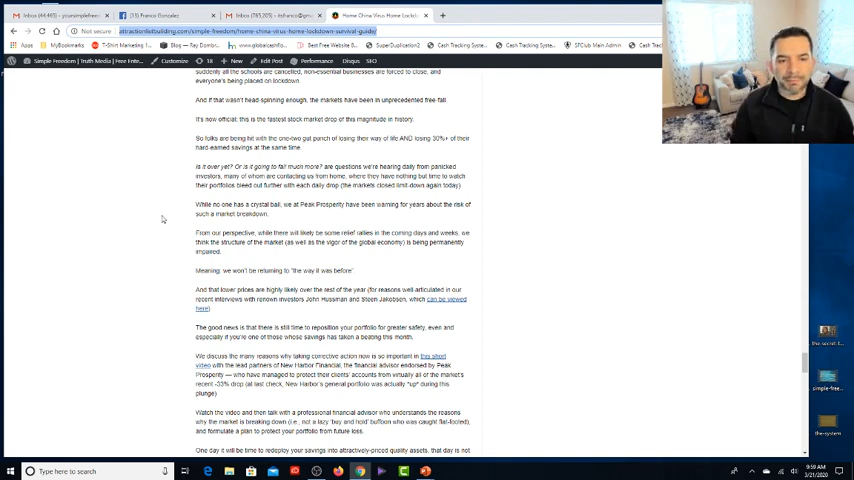 Inbox (44,465) - yoursimplefree
(15) Franco Gonzalez
Inbox (765,205) - itsfranco@gm
Home China Virus Home Lockd
Not secure
attractionlistbuilding.com/simple-freedom/home-china-virus-home-lockdown-survival-guide/
MyBookmarks
T-Shirt Marketing 1
Blog — Ray Dombro
www.globalcashinfo
SuperDuplication2
Cash Tracking System
Cash Tracking System
SFClub Main Admin
Cash Tracking
Simple Freedom | Truth Media | Free Ente
Customize
18
New
Edit Post
Performance
Disqus
SEO
suddenly all the schools are cancelled, non-essential businesses are forced to close, and
everyone's being placed on lockdown.
And if that wasn't head-spinning enough, the markets have been in unprecedented free-fall.
It's now official: this is the fastest stock market drop of this magnitude in history.
So folks are being hit with the one-two gut punch of losing their way of life AND losing 30%+ of their
hard-earned savings at the same time.
Is it over yet? Or is it going to fall much more? are questions we're hearing daily from panicked
investors, many of whom are contacting us from home, where they have nothing but time to watch
their portfolios bleed out further with each daily drop (the markets closed limit-down again today).
While no one has a crystal ball, we at Peak Prosperity have been warning for years about the risk of
such a market breakdown.
From our perspective, while there will likely be some relief rallies in the coming days and weeks, we
think the structure of the market (as well as the vigor of the global economy) is being permanently
impaired.
Meaning: we won't be returning to "the way it was before".
And that lower prices are highly likely over the rest of the year (for reasons well-articulated in our
recent interviews with renown investors John Hussman and Steen Jakobsen, which can be viewed
here)
The good news is that there is still time to reposition your portfolio for greater safety, even and
especially if you're one of those whose savings has taken a beating this month.
We discuss the many reasons why taking corrective action now is so important in this short
video with the lead partners of New Harbor Financial, the financial advisor endorsed by Peak
Prosperity — who have managed to protect their clients' accounts from virtually all of the market's
recent -33% drop (at last check, New Harbor's general portfolio was actually *up* during this
plunge)
Watch the video and then talk with a professional financial advisor who understands the reasons
why the market is breaking down (i.e., not a lazy 'buy and hold' buffoon who was caught flat-footed),
and formulate a plan to protect your portfolio from future loss.
One day it will be time to redeploy your savings into attractively-priced quality assets, that day is not
the-secret-t...
simple-free...
the-system
Type here to search
9:59 AM
3/21/2020